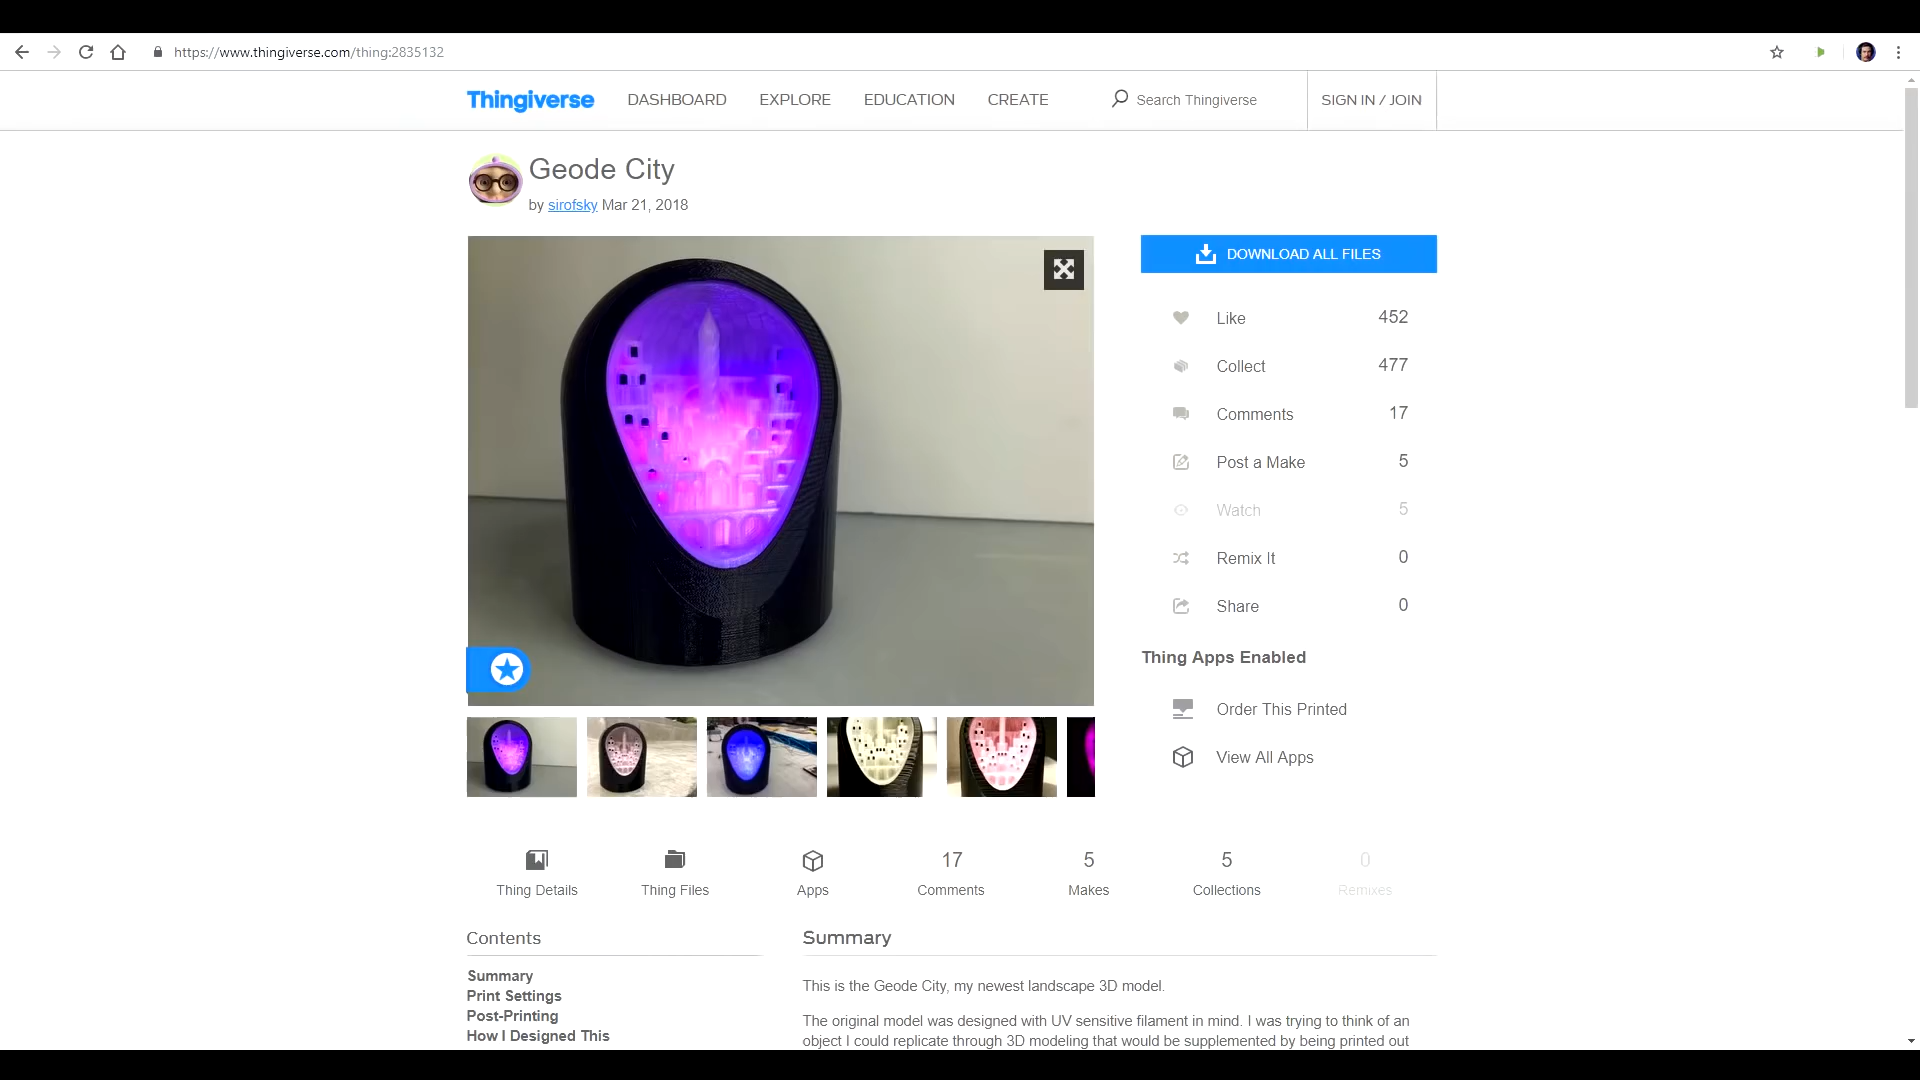 https://www.thingiverse.com/thing:2835132
Thingiverse
DASHBOARD
EXPLORE
EDUCATION
CREATE
Search Thingiverse
SIGN IN / JOIN
Geode City
by sirofsky Mar 21, 2018
DOWNLOAD ALL FILES
Like 452
Collect 477
Comments 17
Post a Make 5
Watch 5
Remix It 0
Share 0
Thing Apps Enabled
Order This Printed
View All Apps
Thing Details
Thing Files
Apps
17
Comments
5
Makes
5
Collections
0
Remixes
Contents
Summary
Print Settings
Post-Printing
How I Designed This
Summary
This is the Geode City, my newest landscape 3D model.
The original model was designed with UV sensitive filament in mind. I was trying to think of an
object I could replicate through 3D modeling that would be supplemented by being printed out